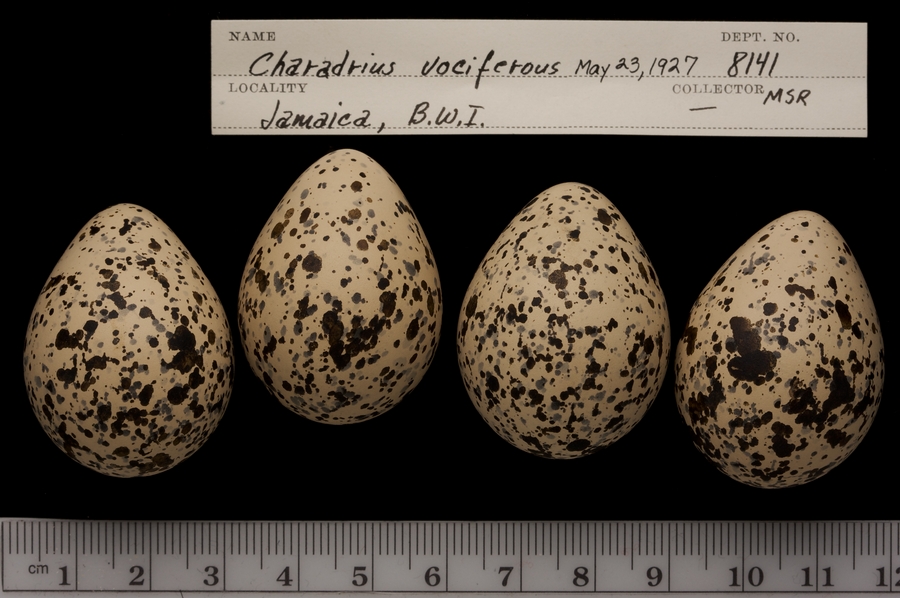 NAME DEPT. NO.
Charadrius vociferous May 23, 1927 8141
LOCALITY COLLECTOR MSR
Jamaica, B.W.I. —
cm 1 2 3 4 5 6 7 8 9 10 11 12